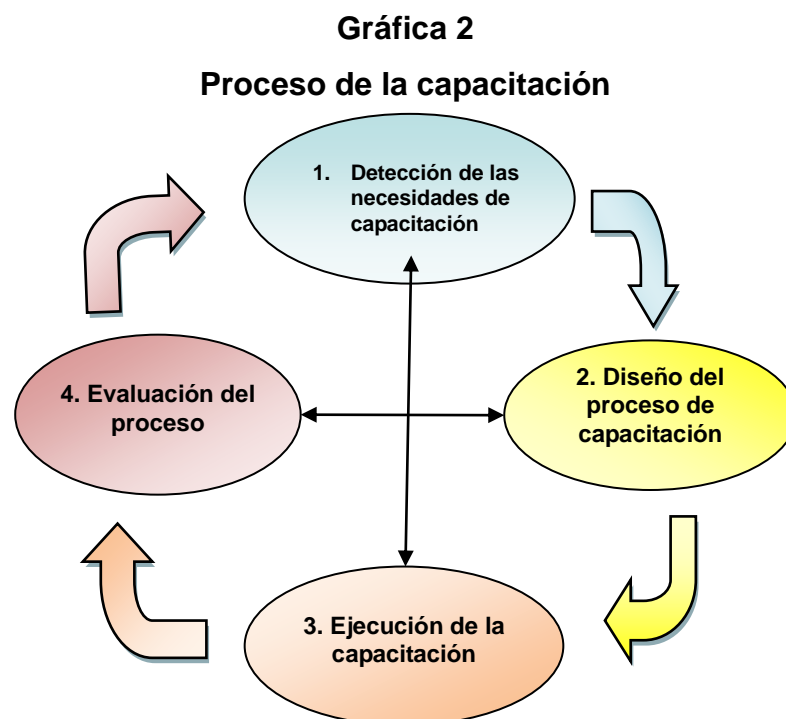 Gráfica 2
Proceso de la capacitación
1. Detección de las
necesidades de
capacitación
2. Diseño del
proceso de
capacitación
3. Ejecución de la
capacitación
4. Evaluación del
proceso